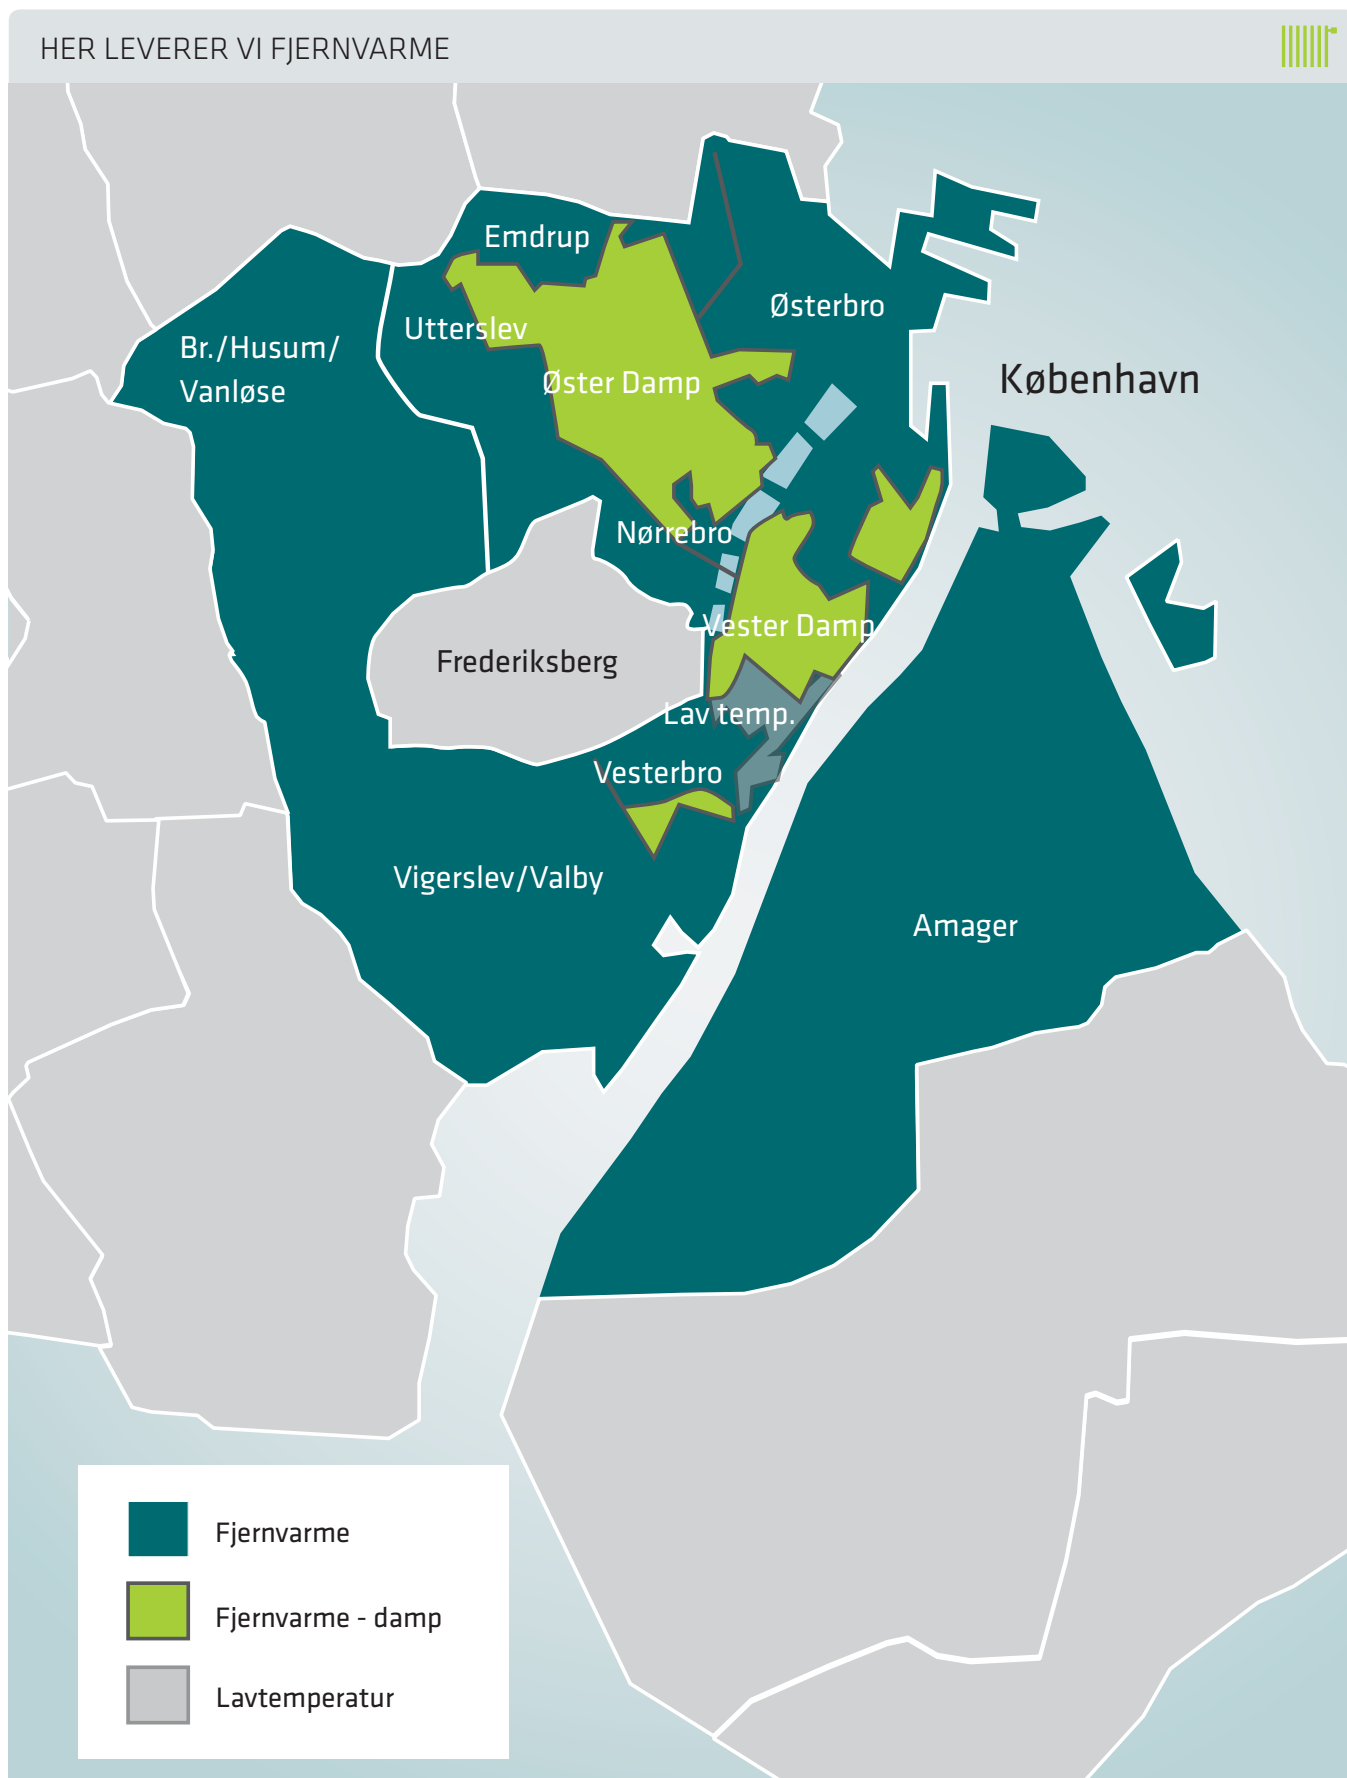 HER LEVERER VI FJERNVARME
Emdrup
Østerbro
Utterslev
Br./Husum/
Vanløse
Øster Damp
København
Nørrebro
Vester Damp
Frederiksberg
Lav temp.
Vesterbro
Vigerslev/Valby
Amager
Fjernvarme
Fjernvarme - damp
Lavtemperatur